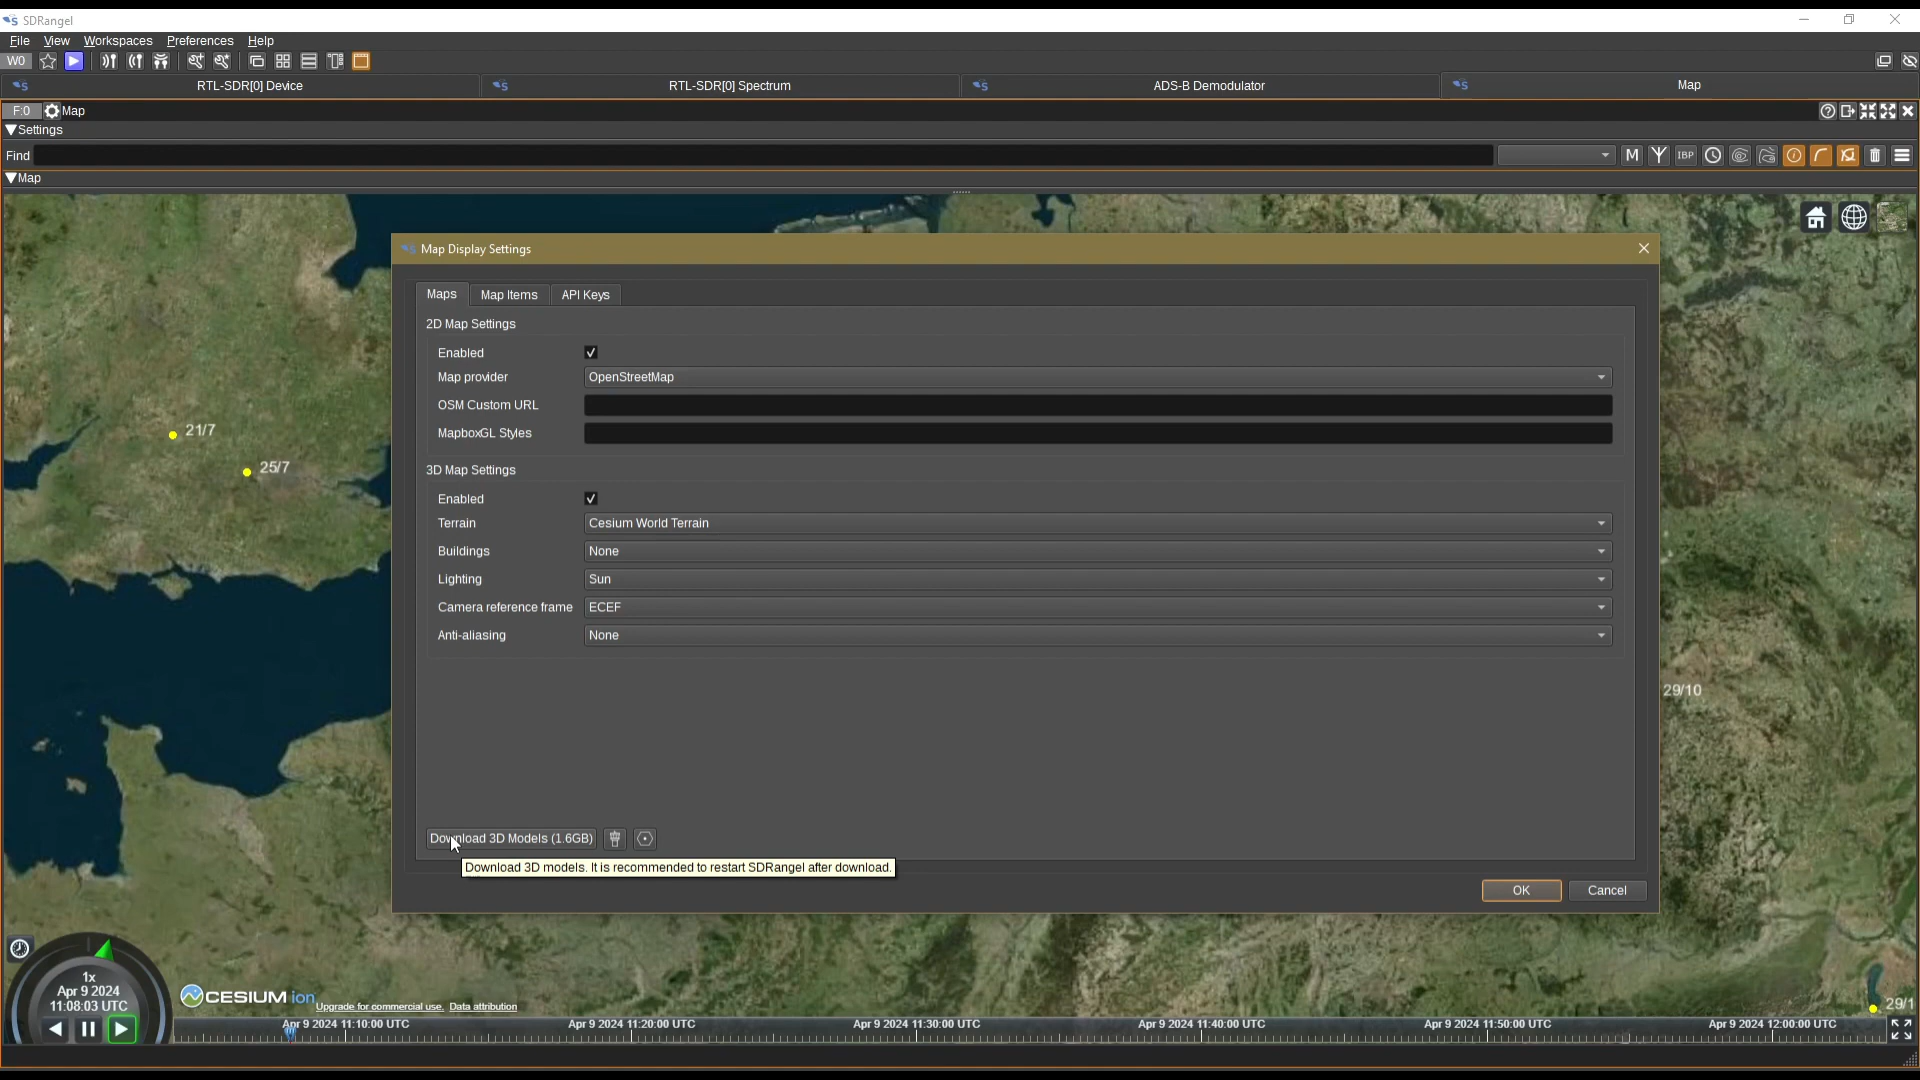 SDRangel
File View Workspaces Preferences Help
W0
RTL-SDR[0] Device
RTL-SDR[0] Spectrum
ADS-B Demodulator
Map
F:0 Map
Settings
Find
M
IBP
Map
Map Display Settings
Maps Map Items API Keys
2D Map Settings
Enabled
Map provider OpenStreetMap
OSM Custom URL
MapboxGL Styles
3D Map Settings
Enabled
Terrain Cesium World Terrain
Buildings None
Lighting Sun
Camera reference frame ECEF
Anti-aliasing None
Download 3D Models (1.6GB)
Download 3D models. It is recommended to restart SDRangel after download.
OK Cancel
21/7
25/7
29/10
29/1
1x
Apr 9 2024
11:08:03 UTC
CESIUM ion Upgrade for commercial use. Data attribution
Apr 9 2024 11:10:00 UTC
Apr 9 2024 11:20:00 UTC
Apr 9 2024 11:30:00 UTC
Apr 9 2024 11:40:00 UTC
Apr 9 2024 11:50:00 UTC
Apr 9 2024 12:00:00 UTC